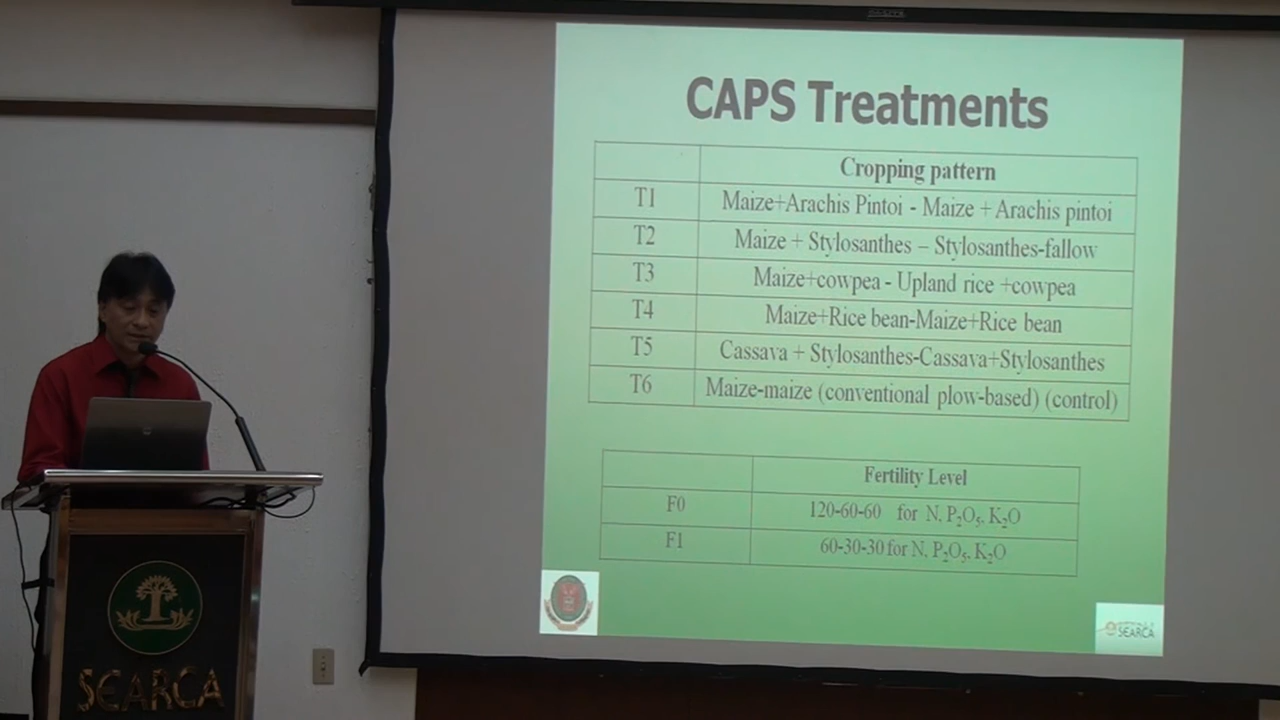 CAPS Treatments
Cropping pattern
T1 Maize+Arachis Pintoi - Maize + Arachis pintoi
T2 Maize + Stylosanthes – Stylosanthes-fallow
T3 Maize+cowpea - Upland rice +cowpea
T4 Maize+Rice bean-Maize+Rice bean
T5 Cassava + Stylosanthes-Cassava+Stylosanthes
T6 Maize-maize (conventional plow-based) (control)
Fertility Level
F0 120-60-60 for N, P₂O₅, K₂O
F1 60-30-30 for N, P₂O₅, K₂O
SEARCA
SEARCA